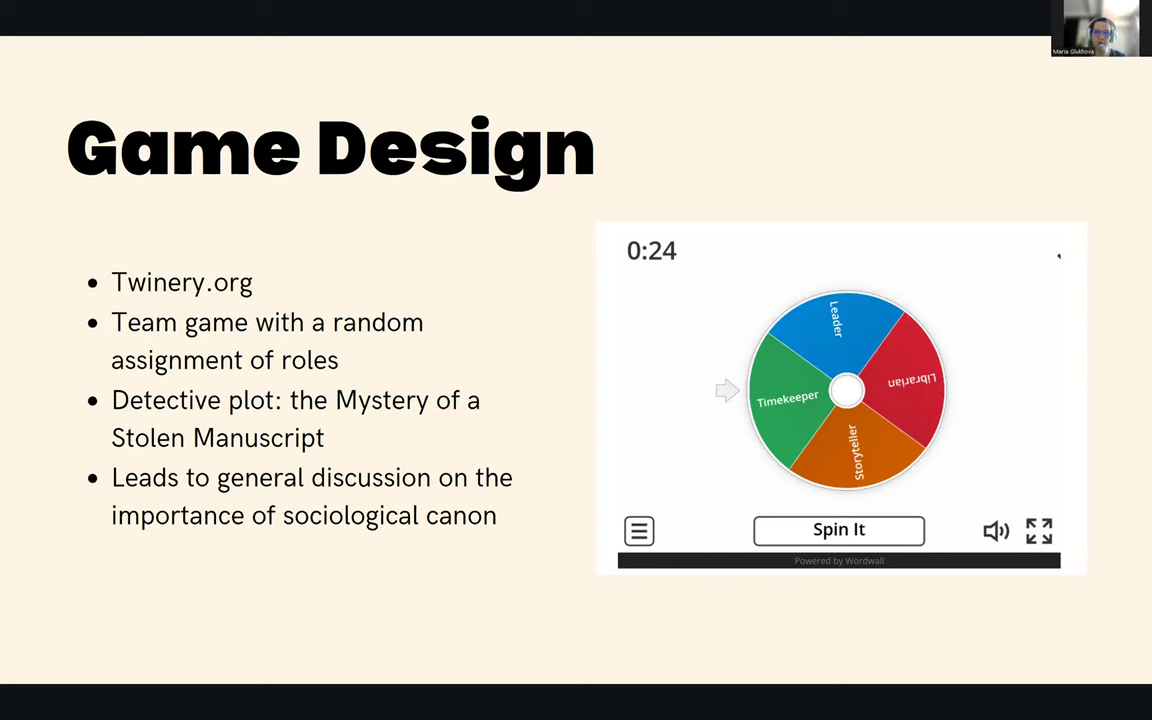 Maria Glukhova
Game Design
• Twinery.org
• Team game with a random
assignment of roles
• Detective plot: the Mystery of a
Stolen Manuscript
• Leads to general discussion on the
importance of sociological canon
0:24
Leader
Librarian
Timekeeper
Storyteller
Spin It
Powered by Wordwall